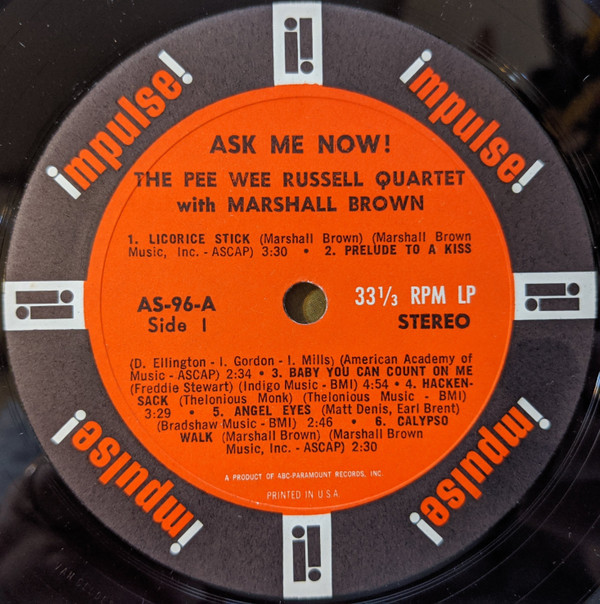 impulse!
impulse!
ASK ME NOW!
THE PEE WEE RUSSELL QUARTET
with MARSHALL BROWN
1. LICORICE STICK (Marshall Brown) (Marshall Brown
Music, Inc. - ASCAP) 3:30 • 2. PRELUDE TO A KISS
AS-96-A
Side 1
33 1/3 RPM LP
STEREO
(D. Ellington - I. Gordon - I. Mills) (American Academy of
Music - ASCAP) 2:34 • 3. BABY YOU CAN COUNT ON ME
(Freddie Stewart) (Indigo Music - BMI) 4:54 • 4. HACKEN-
SACK (Thelonious Monk) (Thelonious Music - BMI)
3:29 • 5. ANGEL EYES (Matt Denis, Earl Brent)
(Bradshaw Music - BMI) 2:46 • 6. CALYPSO
WALK (Marshall Brown) (Marshall Brown
Music, Inc. - ASCAP) 2:30
A PRODUCT OF ABC-PARAMOUNT RECORDS, INC.
PRINTED IN U.S.A.
impulse!
impulse!